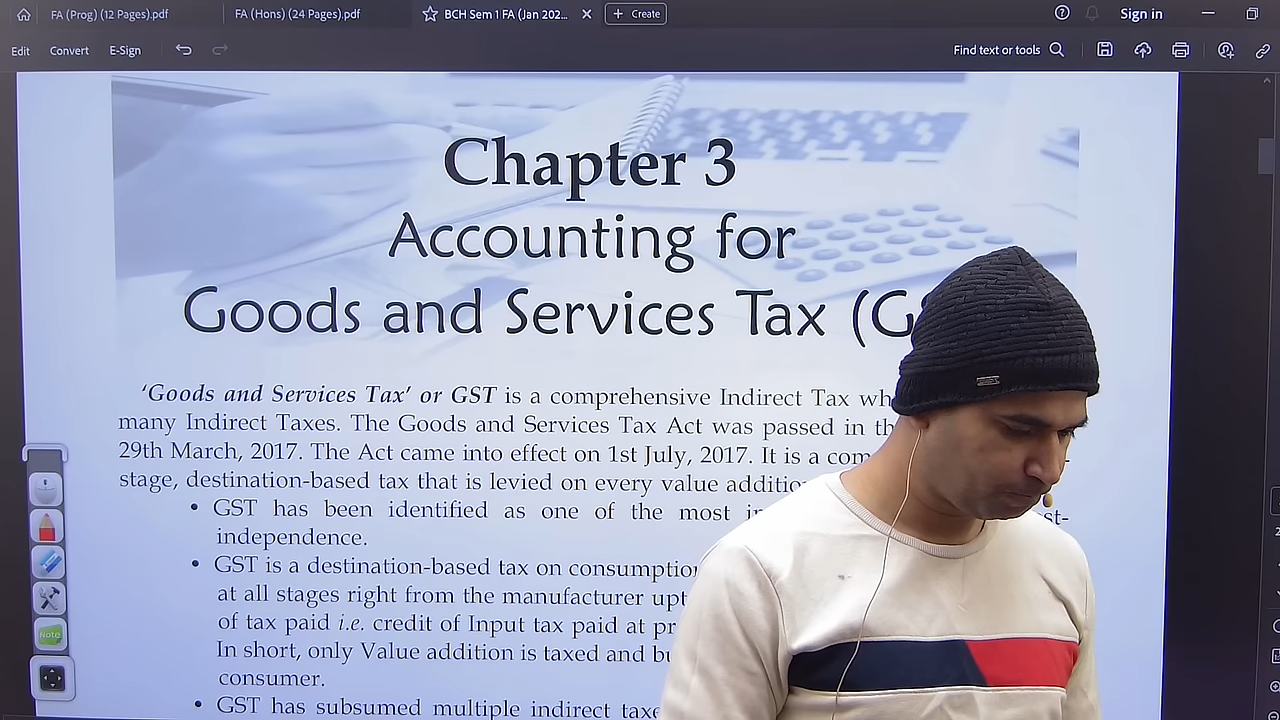 FA (Prog) (12 Pages).pdf
FA (Hons) (24 Pages).pdf
BCH Sem 1 FA (Jan 202...
+ Create
Sign in
Edit
Convert
E-Sign
Find text or tools
Chapter 3
Accounting for
Goods and Services Tax (G
'Goods and Services Tax' or GST is a comprehensive Indirect Tax wh
many Indirect Taxes. The Goods and Services Tax Act was passed in th
29th March, 2017. The Act came into effect on 1st July, 2017. It is a com
stage, destination-based tax that is levied on every value additio
• GST has been identified as one of the most i st-
independence.
• GST is a destination-based tax on consumptio
at all stages right from the manufacturer upt
of tax paid i.e. credit of Input tax paid at pr
In short, only Value addition is taxed and bu
consumer.
• GST has subsumed multiple indirect taxe
Note